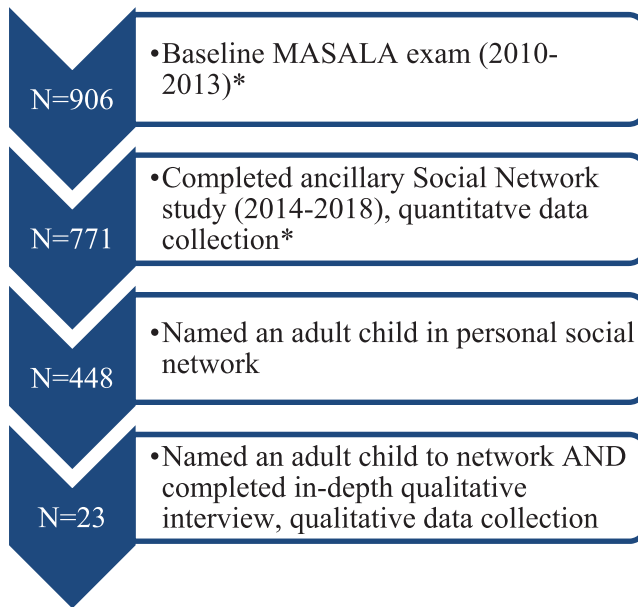 N=906
•Baseline MASALA exam (2010-
2013)*
N=771
•Completed ancillary Social Network
study (2014-2018), quantitatve data
collection*
N=448
•Named an adult child in personal social
network
N=23
•Named an adult child to network AND
completed in-depth qualitative
interview, qualitative data collection